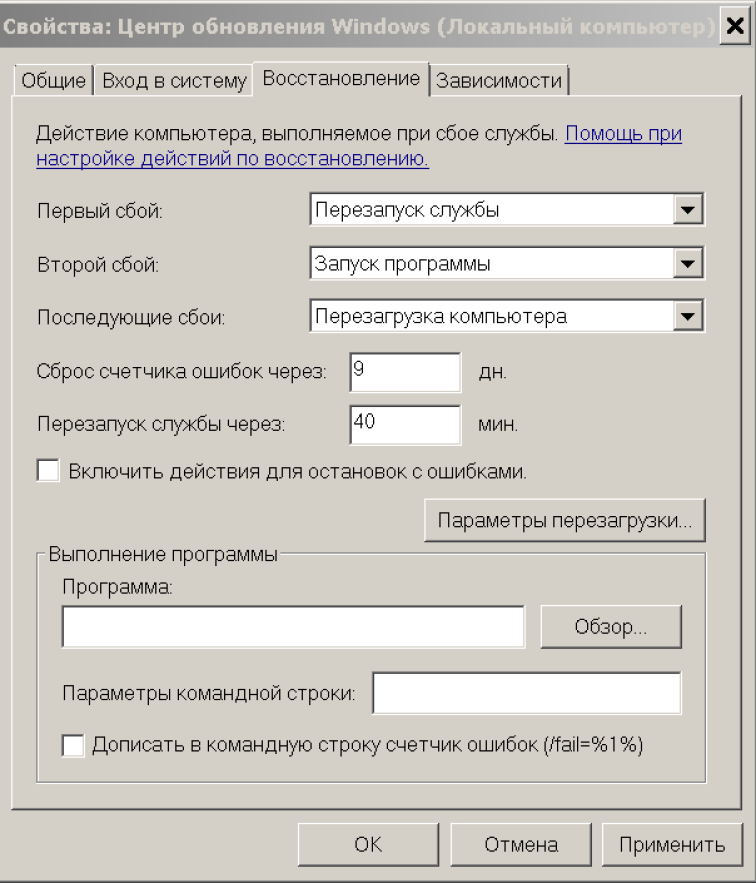 Свойства: Центр обновления Windows (Локальный компьютер)
Общие Вход в систему Восстановление Зависимости
Действие компьютера, выполняемое при сбое службы. Помощь при
настройке действий по восстановлению.
Первый сбой: Перезапуск службы
Второй сбой: Запуск программы
Последующие сбои: Перезагрузка компьютера
Сброс счетчика ошибок через: 9 дн.
Перезапуск службы через: 40 мин.
Включить действия для остановок с ошибками.
Параметры перезагрузки...
Выполнение программы
Программа:
Обзор...
Параметры командной строки:
Дописать в командную строку счетчик ошибок (/fail=%1%)
ОК Отмена Применить